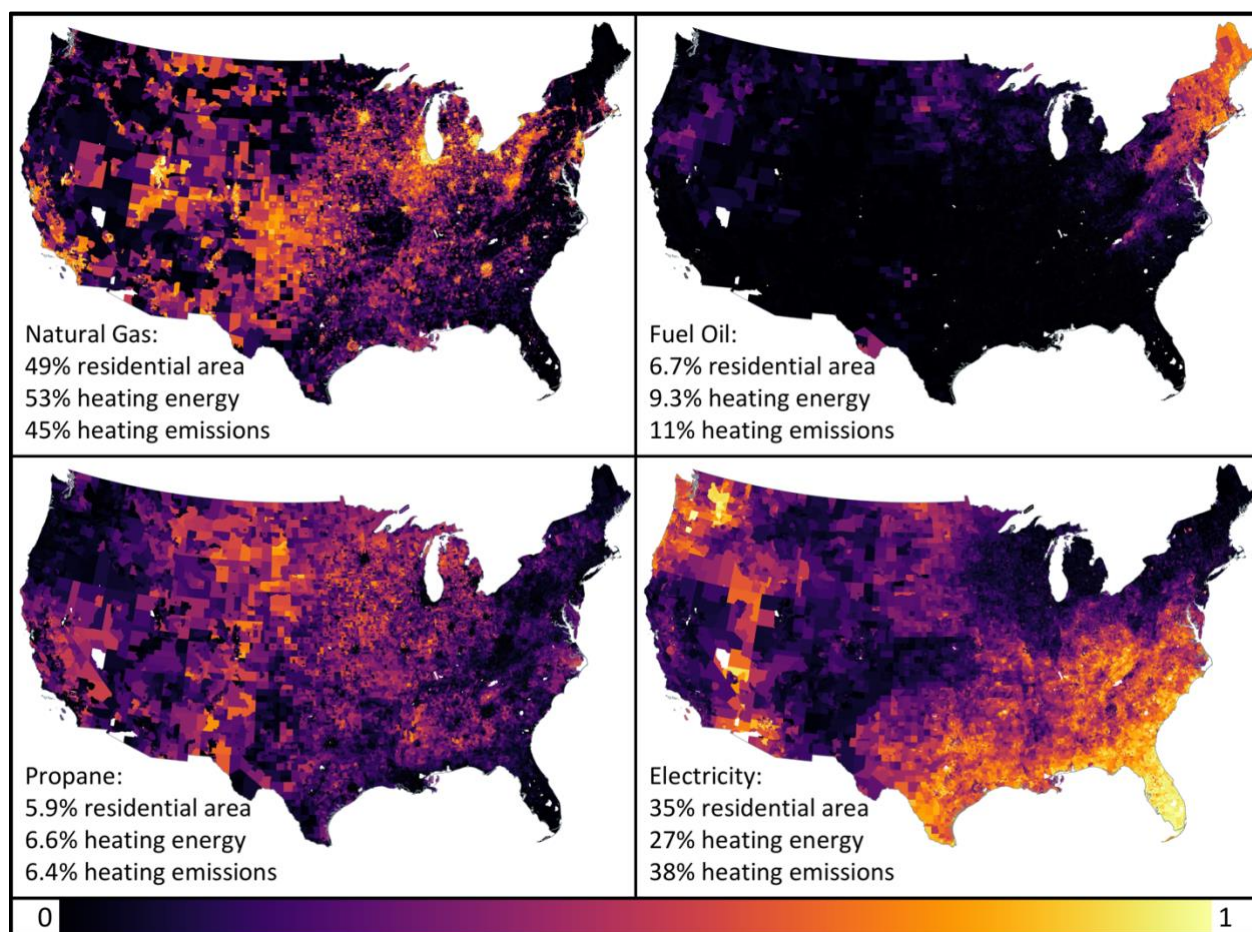 Natural Gas:
49% residential area
53% heating energy
45% heating emissions
Fuel Oil:
6.7% residential area
9.3% heating energy
11% heating emissions
Propane:
5.9% residential area
6.6% heating energy
6.4% heating emissions
Electricity:
35% residential area
27% heating energy
38% heating emissions
0
1